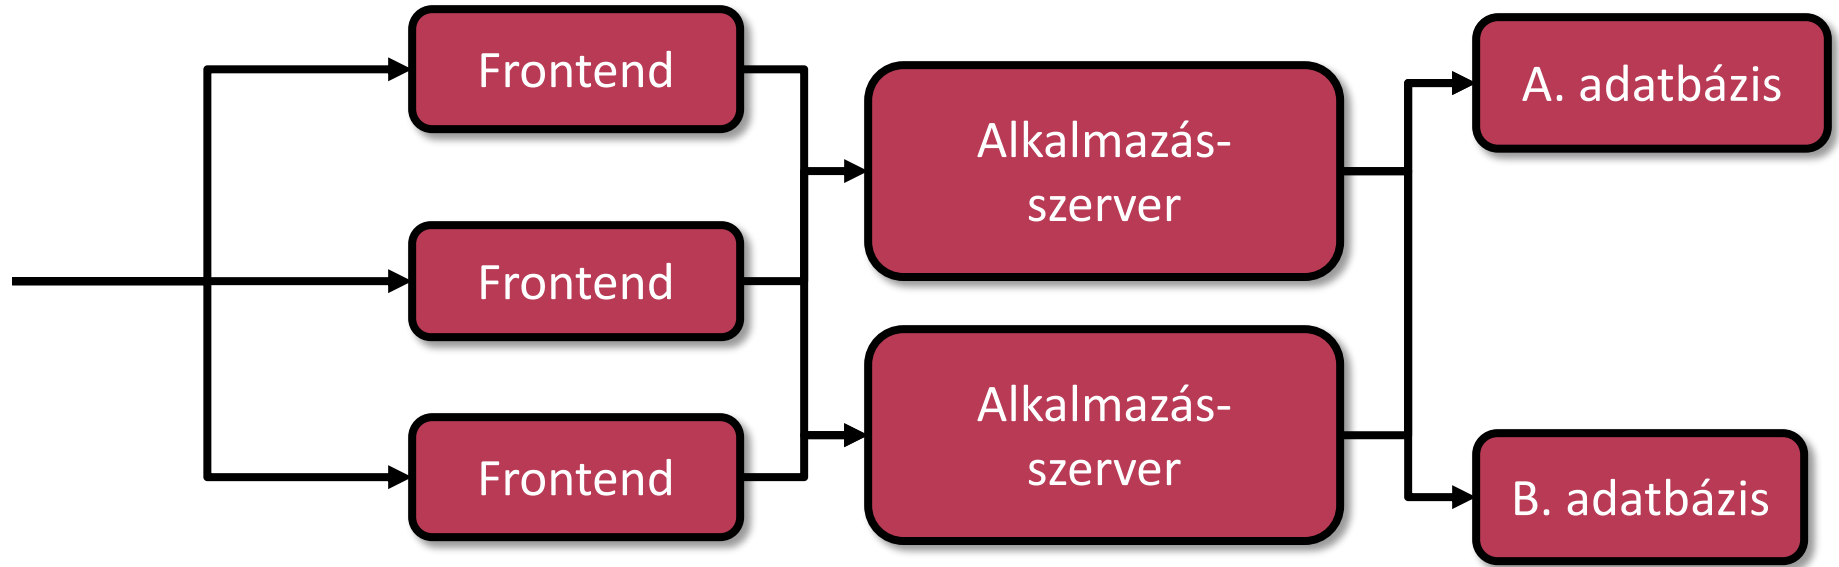 Frontend
Frontend
Frontend
Alkalmazás-
szerver
Alkalmazás-
szerver
A. adatbázis
B. adatbázis